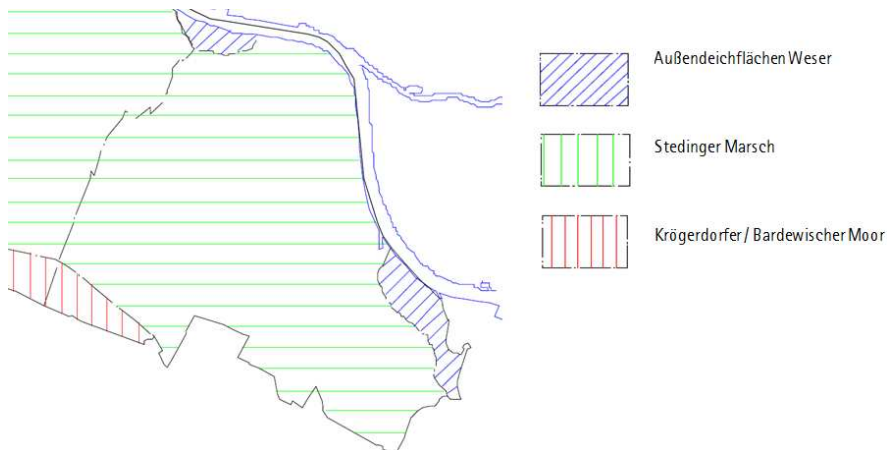 Außendeichflächen Weser
Stedinger Marsch
Krögerdorfer / Bardewischer Moor